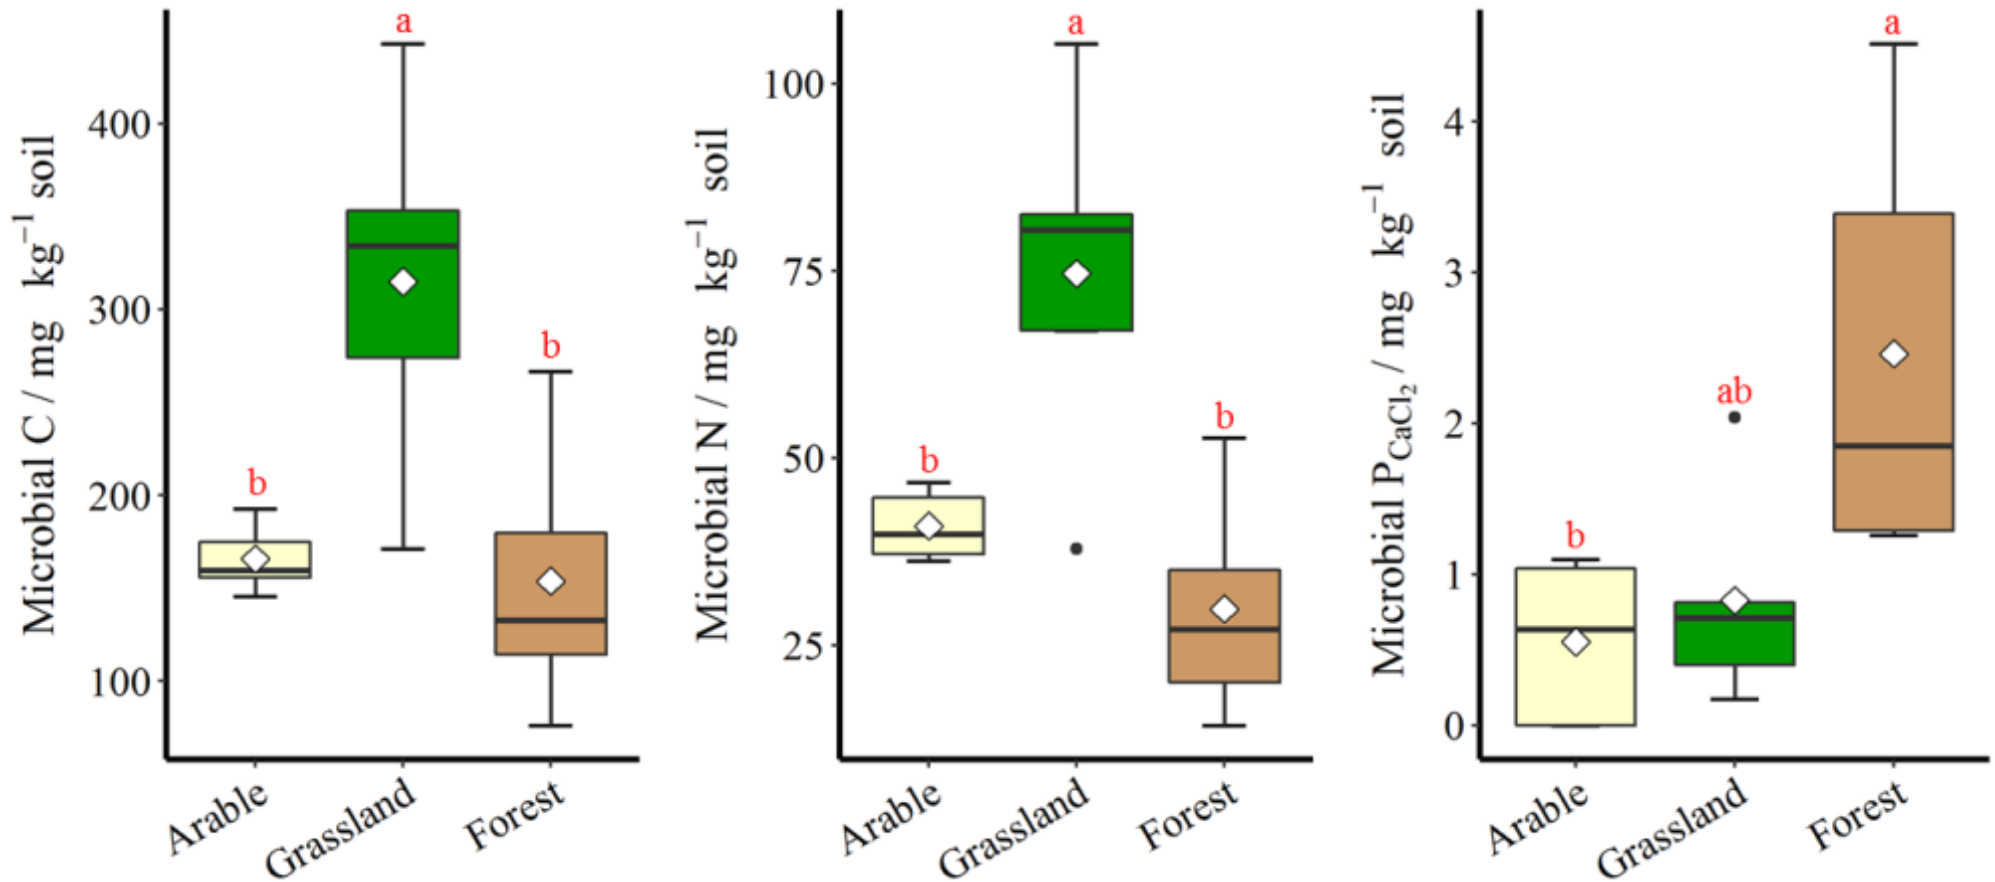 Microbial C / mg kg⁻¹ soil
400
300
200
100
b
a
b
Arable
Grassland
Forest
Microbial N / mg kg⁻¹ soil
100
75
50
25
b
a
b
Arable
Grassland
Forest
Microbial P_CaCl₂ / mg kg⁻¹ soil
4
3
2
1
0
b
ab
a
Arable
Grassland
Forest